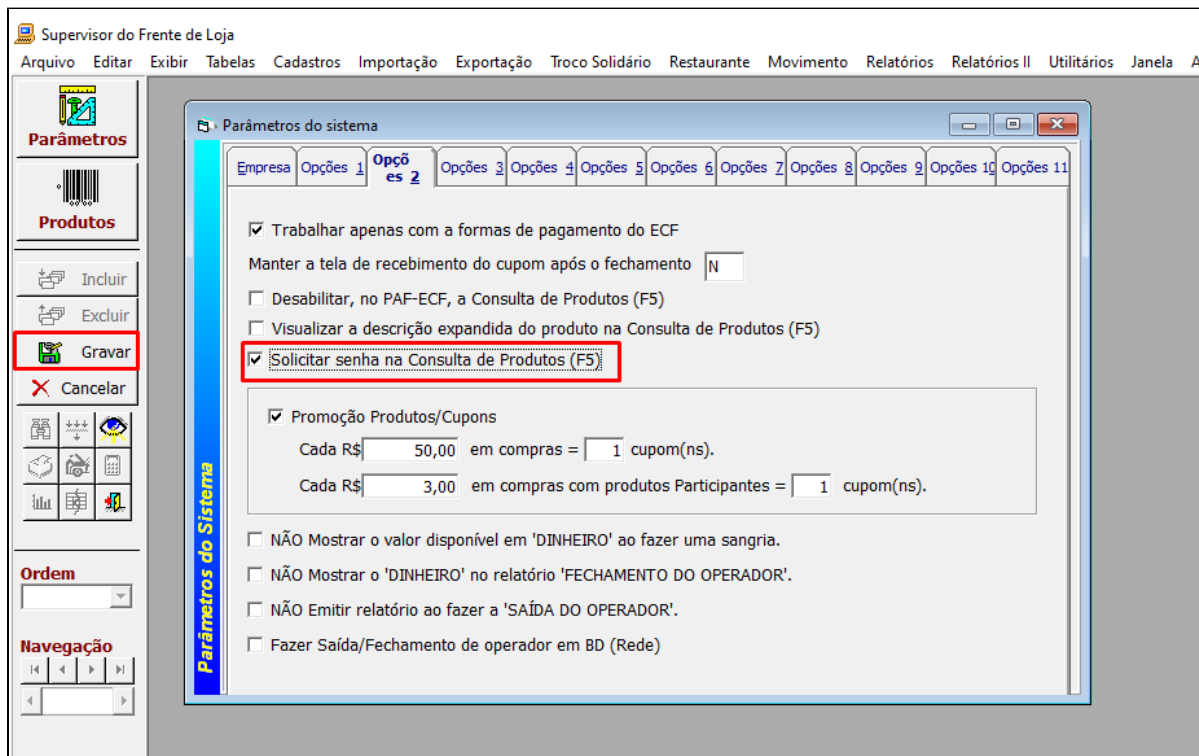 Supervisor do Frente de Loja
Arquivo Editar Exibir Tabelas Cadastros Importação Exportação Troco Solidário Restaurante Movimento Relatórios Relatórios II Utilitários Janela A
Parâmetros
Produtos
Incluir
Excluir
Gravar
Cancelar
Ordem
Navegação
Parâmetros do sistema
Empresa Opções 1 Opçõ
es 2 Opções 3 Opções 4 Opções 5 Opções 6 Opções 7 Opções 8 Opções 9 Opções 10 Opções 11
Parâmetros do Sistema
Trabalhar apenas com a formas de pagamento do ECF
Manter a tela de recebimento do cupom após o fechamento N
Desabilitar, no PAF-ECF, a Consulta de Produtos (F5)
Visualizar a descrição expandida do produto na Consulta de Produtos (F5)
Solicitar senha na Consulta de Produtos (F5)
Promoção Produtos/Cupons
Cada R$ 50,00 em compras = 1 cupom(ns).
Cada R$ 3,00 em compras com produtos Participantes = 1 cupom(ns).
NÃO Mostrar o valor disponível em 'DINHEIRO' ao fazer uma sangria.
NÃO Mostrar o 'DINHEIRO' no relatório 'FECHAMENTO DO OPERADOR'.
NÃO Emitir relatório ao fazer a 'SAÍDA DO OPERADOR'.
Fazer Saída/Fechamento de operador em BD (Rede)